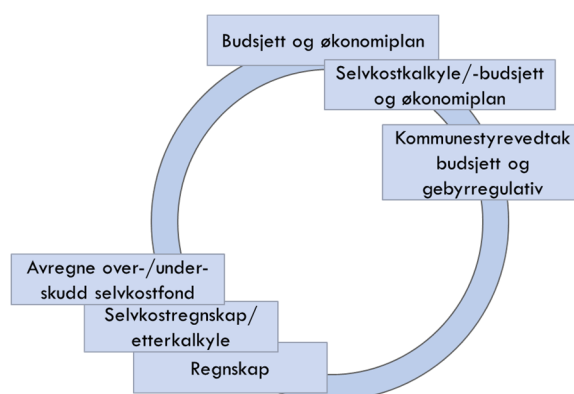 Budsjett og økonomiplan
Selvkostkalkyle/-budsjett
og økonomiplan
Kommunestyrevedtak
budsjett og
gebyrregulativ
Avregne over-/under-
skudd selvkostfond
Selvkostregnskap/
etterkalkyle
Regnskap